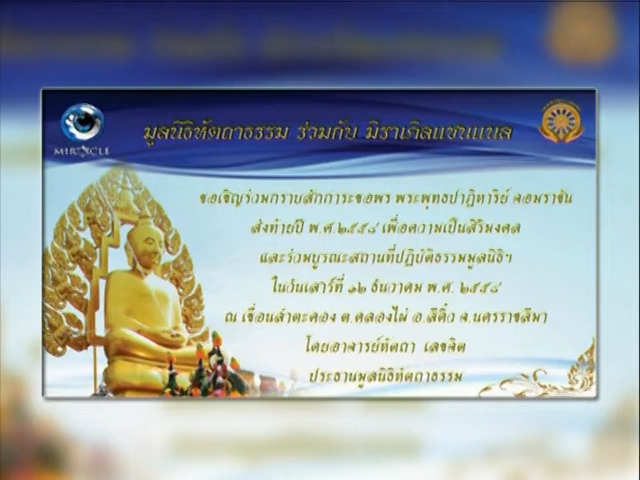 MIRACLE
มูลนิธิหัตถาธรรม ร่วมกับ มิราเคิลแชนแนล
ขอเชิญร่วมกราบสักการะขอพร พระพุทธปาฏิหาริย์ จอมราชัน
ส่งท้ายปี พ.ศ.๒๕๕๘ เพื่อความเป็นสิริมงคล
และร่วมบูรณะสถานที่ปฏิบัติธรรมมูลนิธิฯ
ในวันเสาร์ที่ ๑๒ ธันวาคม พ.ศ. ๒๕๕๘
ณ เขื่อนลำตะคอง ต.คลองไผ่ อ.สีคิ้ว จ.นครราชสีมา
โดยอาจารย์หัตถา เลขจิต
ประธานมูลนิธิหัตถาธรรม